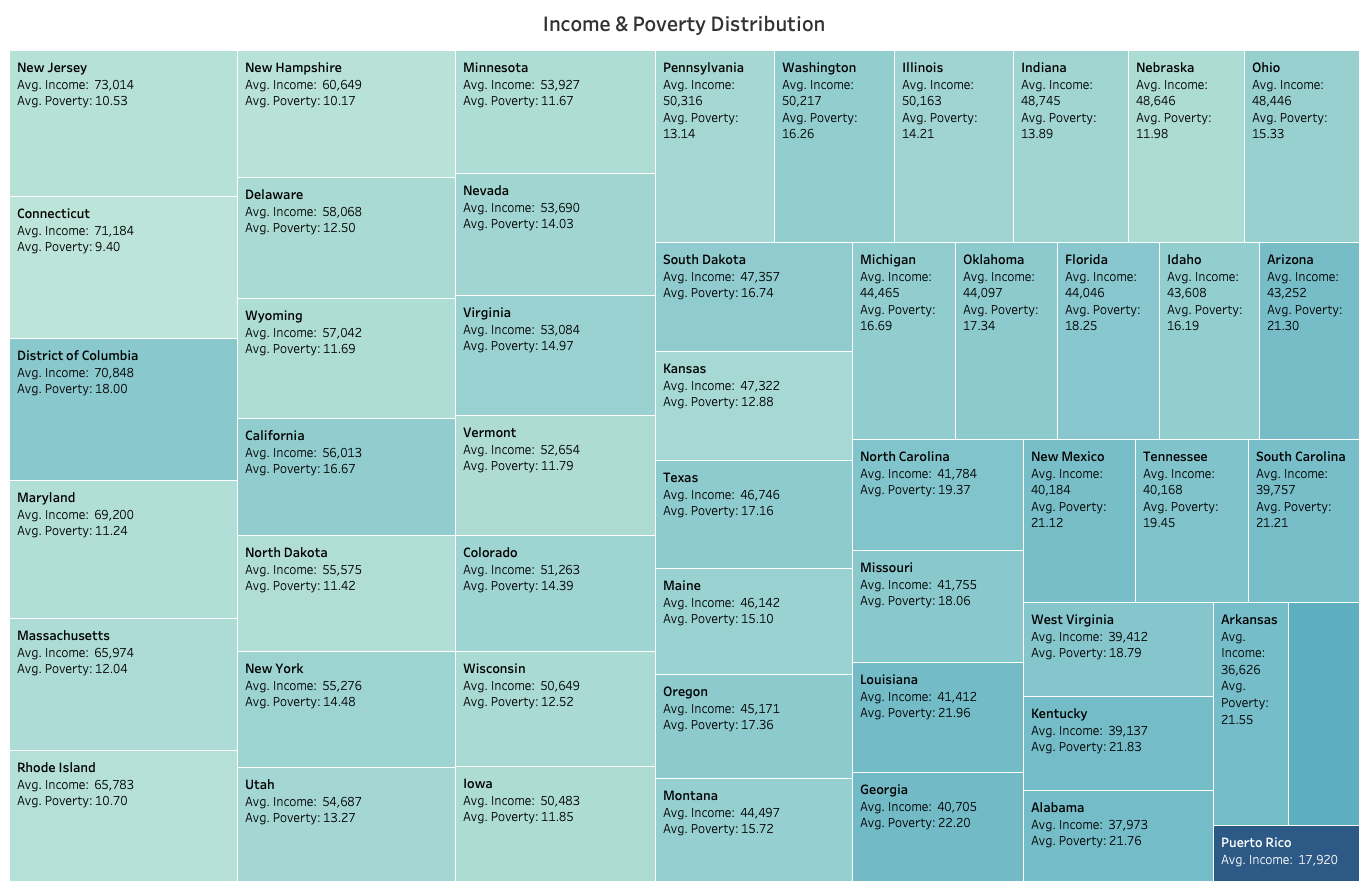 Income & Poverty Distribution
New Jersey
Avg. Income: 73,014
Avg. Poverty: 10.53
Connecticut
Avg. Income: 71,184
Avg. Poverty: 9.40
District of Columbia
Avg. Income: 70,848
Avg. Poverty: 18.00
Maryland
Avg. Income: 69,200
Avg. Poverty: 11.24
Massachusetts
Avg. Income: 65,974
Avg. Poverty: 12.04
Rhode Island
Avg. Income: 65,783
Avg. Poverty: 10.70
New Hampshire
Avg. Income: 60,649
Avg. Poverty: 10.17
Delaware
Avg. Income: 58,068
Avg. Poverty: 12.50
Wyoming
Avg. Income: 57,042
Avg. Poverty: 11.69
California
Avg. Income: 56,013
Avg. Poverty: 16.67
North Dakota
Avg. Income: 55,575
Avg. Poverty: 11.42
New York
Avg. Income: 55,276
Avg. Poverty: 14.48
Utah
Avg. Income: 54,687
Avg. Poverty: 13.27
Minnesota
Avg. Income: 53,927
Avg. Poverty: 11.67
Nevada
Avg. Income: 53,690
Avg. Poverty: 14.03
Virginia
Avg. Income: 53,084
Avg. Poverty: 14.97
Vermont
Avg. Income: 52,654
Avg. Poverty: 11.79
Colorado
Avg. Income: 51,263
Avg. Poverty: 14.39
Wisconsin
Avg. Income: 50,649
Avg. Poverty: 12.52
Iowa
Avg. Income: 50,483
Avg. Poverty: 11.85
Pennsylvania
Avg. Income:
50,316
Avg. Poverty:
13.14
Washington
Avg. Income:
50,217
Avg. Poverty:
16.26
Illinois
Avg. Income:
50,163
Avg. Poverty:
14.21
Indiana
Avg. Income:
48,745
Avg. Poverty:
13.89
Nebraska
Avg. Income:
48,646
Avg. Poverty:
11.98
Ohio
Avg. Income:
48,446
Avg. Poverty:
15.33
South Dakota
Avg. Income: 47,357
Avg. Poverty: 16.74
Kansas
Avg. Income: 47,322
Avg. Poverty: 12.88
Texas
Avg. Income: 46,746
Avg. Poverty: 17.16
Maine
Avg. Income: 46,142
Avg. Poverty: 15.10
Oregon
Avg. Income: 45,171
Avg. Poverty: 17.36
Montana
Avg. Income: 44,497
Avg. Poverty: 15.72
Michigan
Avg. Income:
44,465
Avg. Poverty:
16.69
Oklahoma
Avg. Income:
44,097
Avg. Poverty:
17.34
Florida
Avg. Income:
44,046
Avg. Poverty:
18.25
Idaho
Avg. Income:
43,608
Avg. Poverty:
16.19
Arizona
Avg. Income:
43,252
Avg. Poverty:
21.30
North Carolina
Avg. Income: 41,784
Avg. Poverty: 19.37
Missouri
Avg. Income: 41,755
Avg. Poverty: 18.06
Louisiana
Avg. Income: 41,412
Avg. Poverty: 21.96
Georgia
Avg. Income: 40,705
Avg. Poverty: 22.20
New Mexico
Avg. Income:
40,184
Avg. Poverty:
21.12
Tennessee
Avg. Income:
40,168
Avg. Poverty:
19.45
South Carolina
Avg. Income:
39,757
Avg. Poverty:
21.21
West Virginia
Avg. Income: 39,412
Avg. Poverty: 18.79
Kentucky
Avg. Income: 39,137
Avg. Poverty: 21.83
Alabama
Avg. Income: 37,973
Avg. Poverty: 21.76
Arkansas
Avg.
Income:
36,626
Avg.
Poverty:
21.55
Puerto Rico
Avg. Income: 17,920